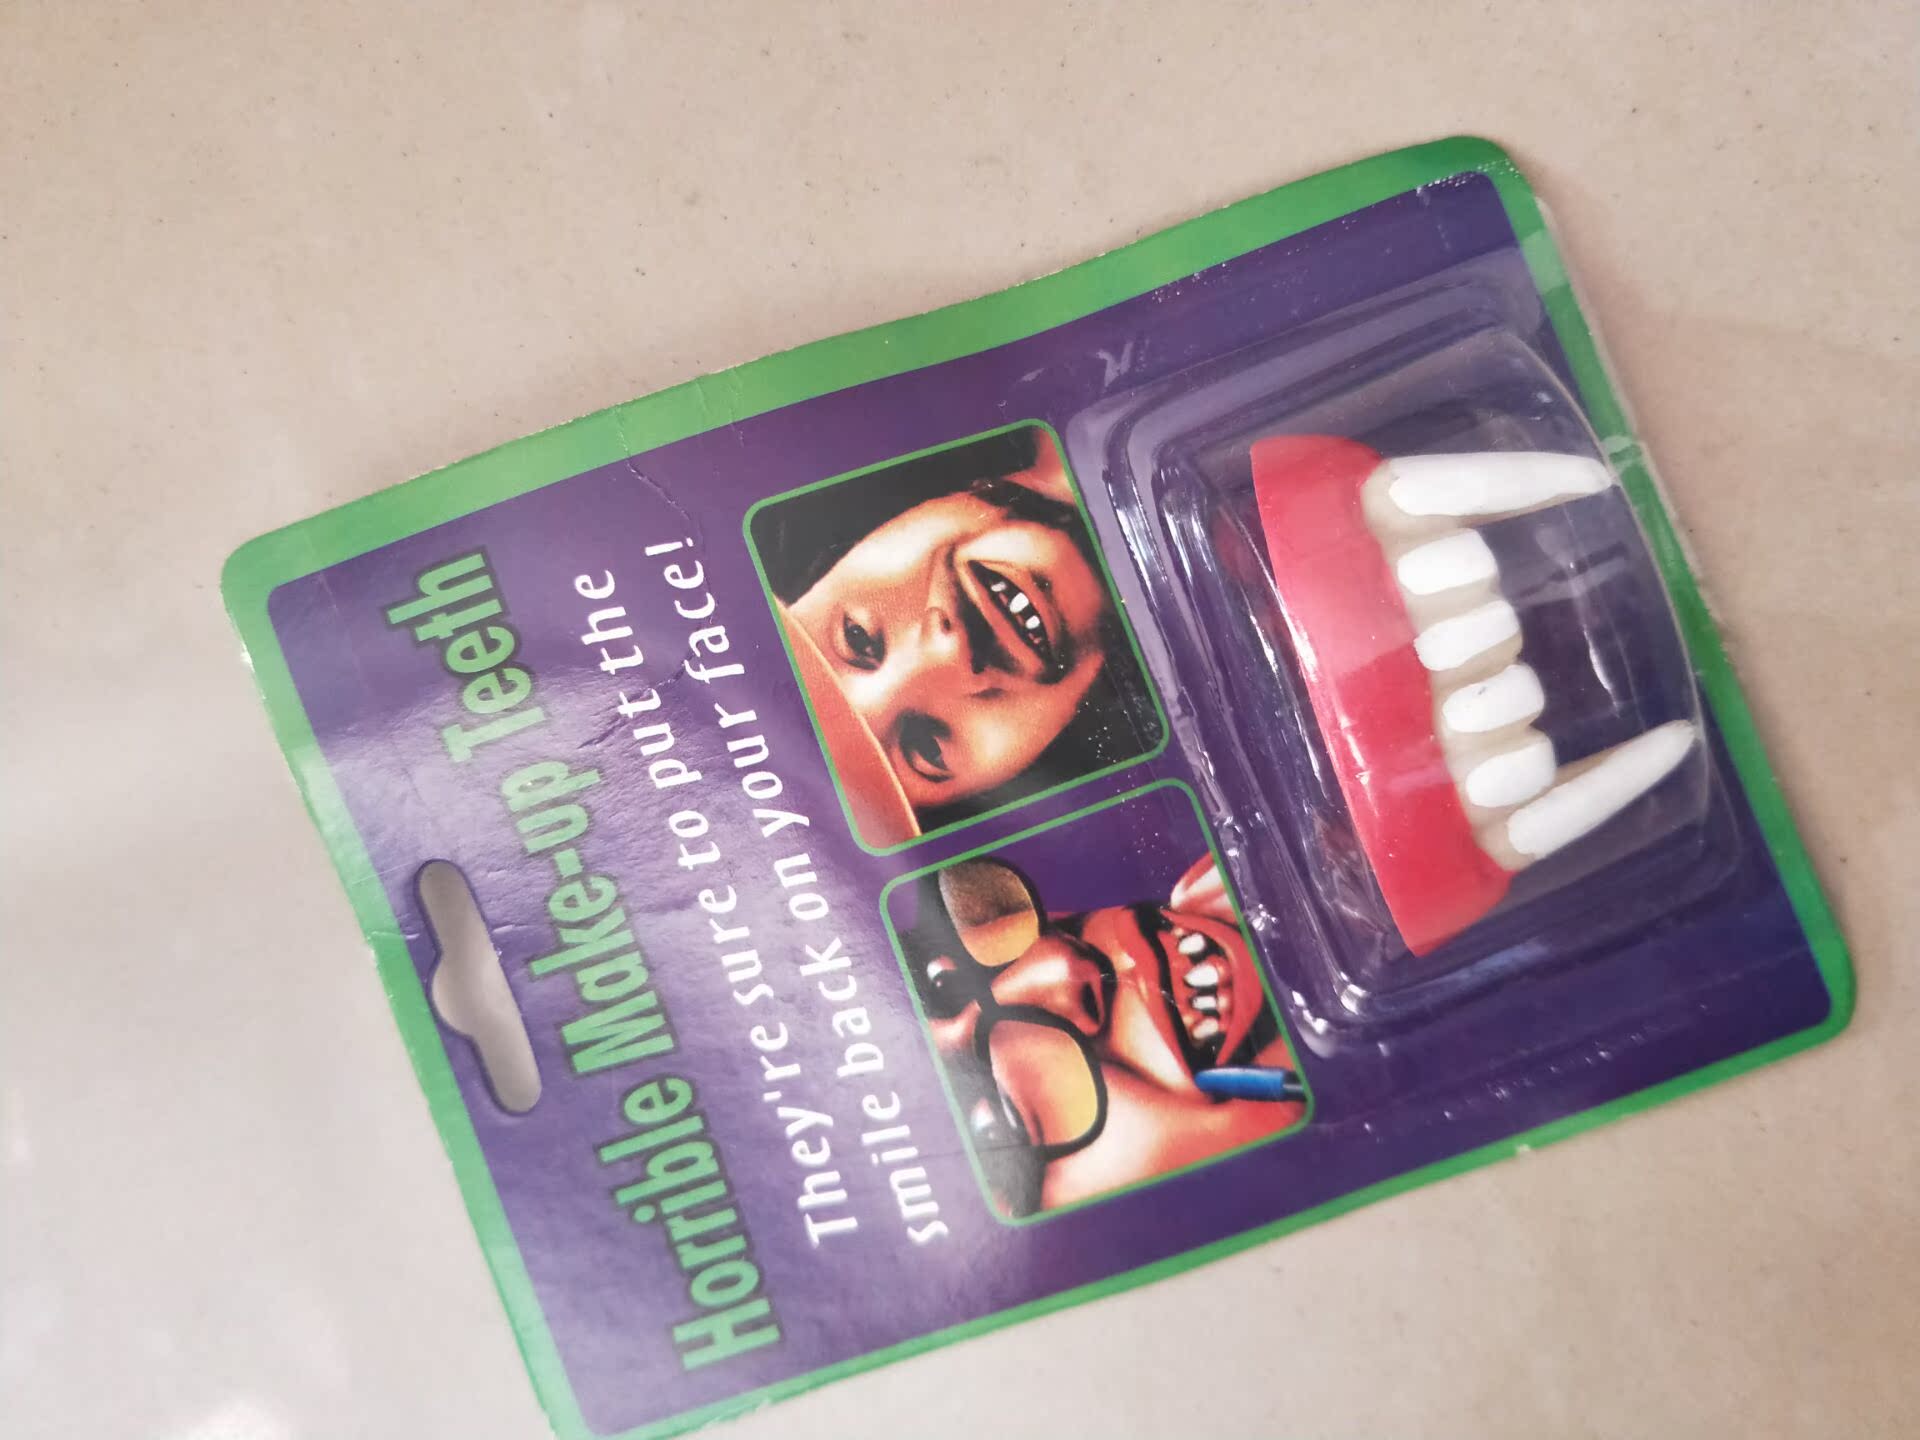 Horrible Make-up Teeth
They're sure to put the
smile back on your face!